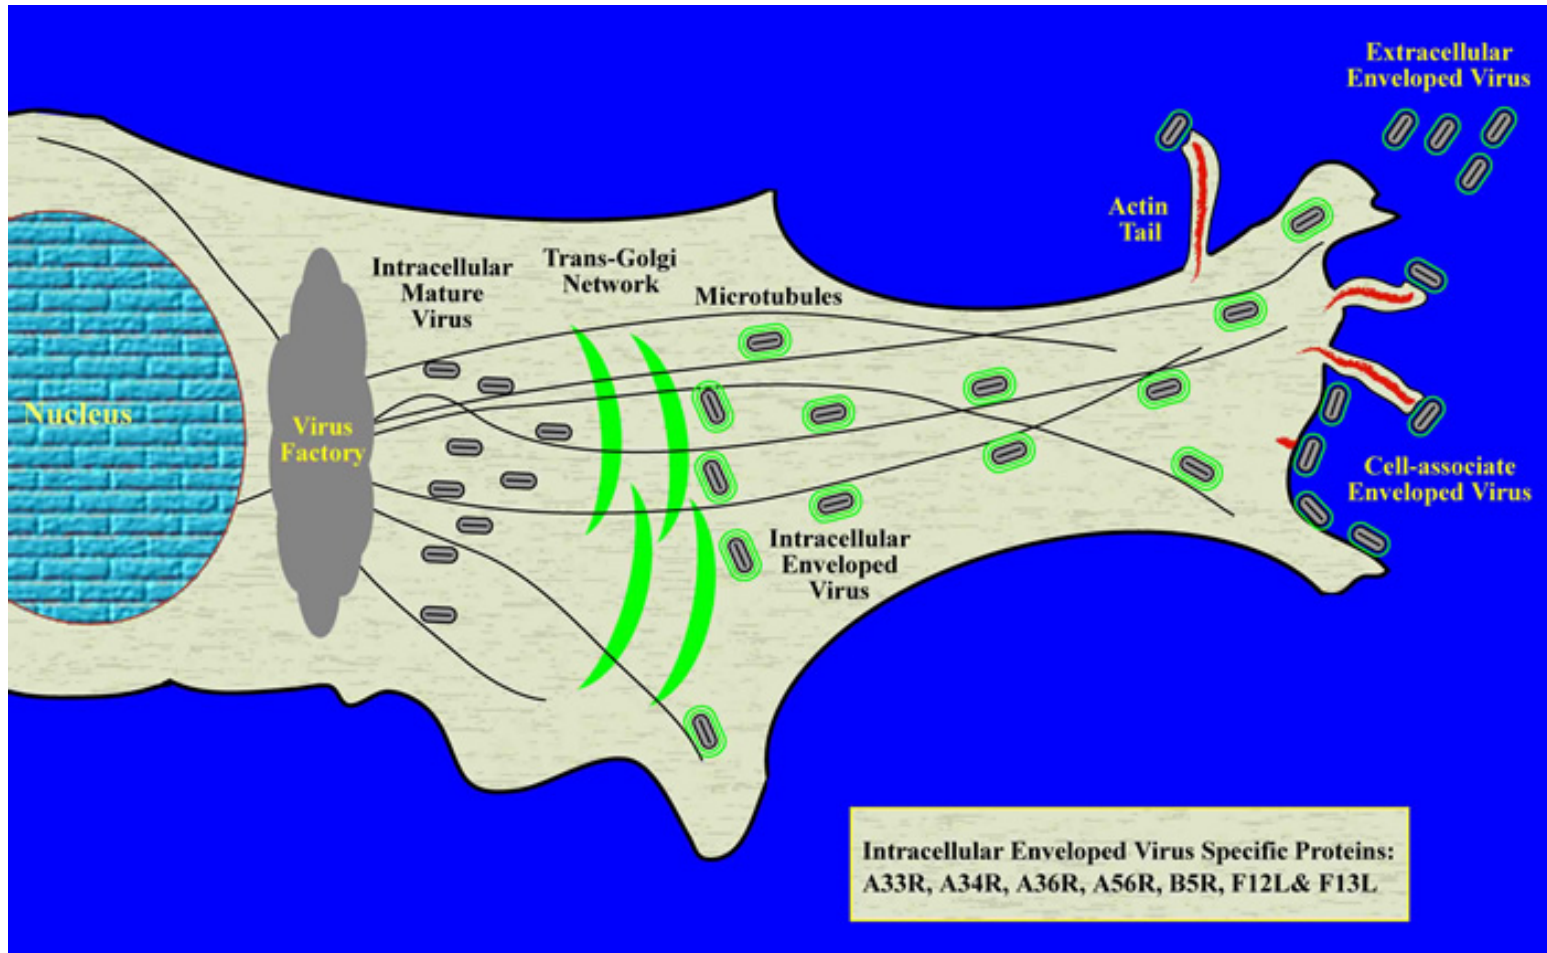 Extracellular
Enveloped Virus
Actin
Tail
Trans-Golgi
Network
Intracellular
Mature
Virus
Microtubules
Nucleus
Virus
Factory
Cell-associate
Enveloped Virus
Intracellular
Enveloped
Virus
Intracellular Enveloped Virus Specific Proteins:
A33R, A34R, A36R, A56R, B5R, F12L& F13L